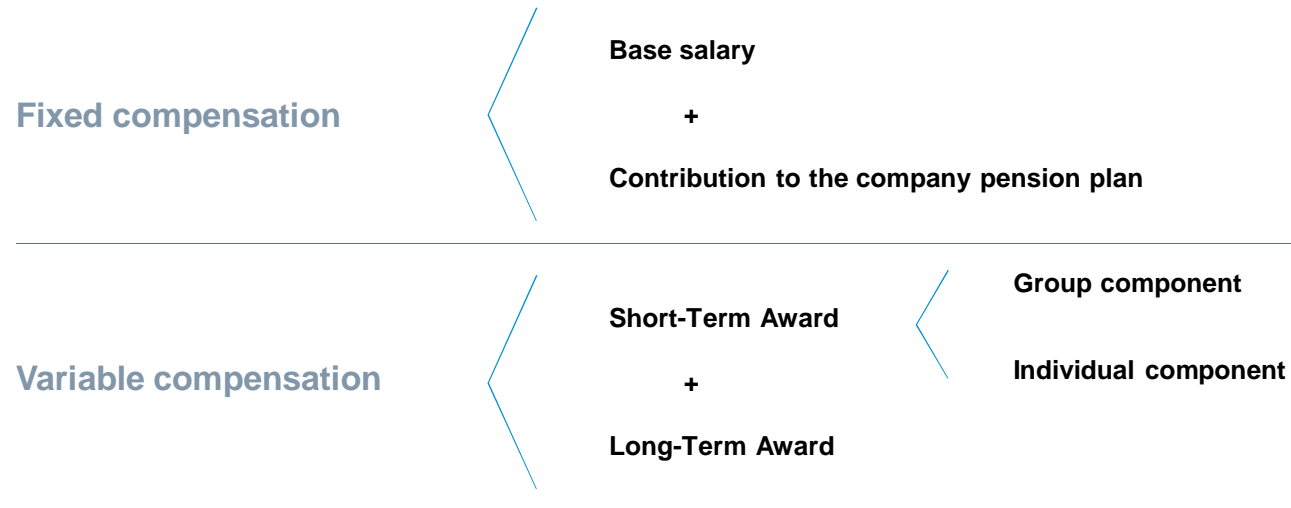 Base salary
Fixed compensation
+
Contribution to the company pension plan
Group component
Short-Term Award
Individual component
Variable compensation
+
Long-Term Award